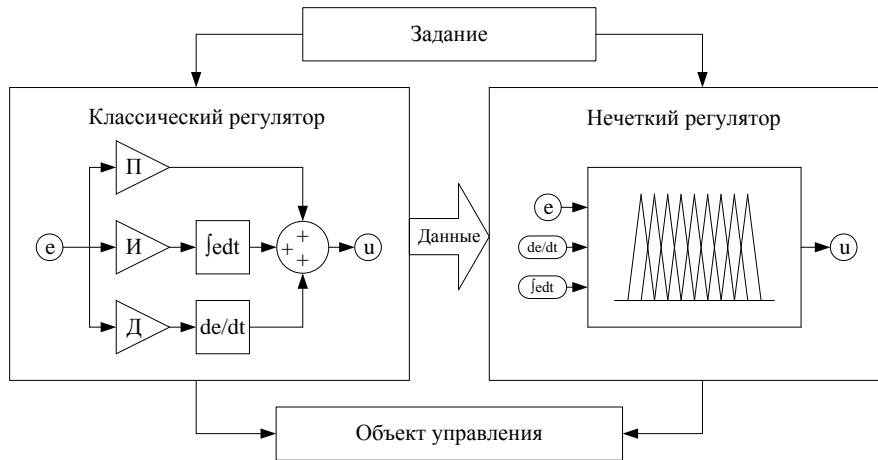 Задание
Классический регулятор
П
e
И
∫edt
+
+
+
u
Д
de/dt
Данные
Нечеткий регулятор
e
de/dt
∫edt
u
Объект управления